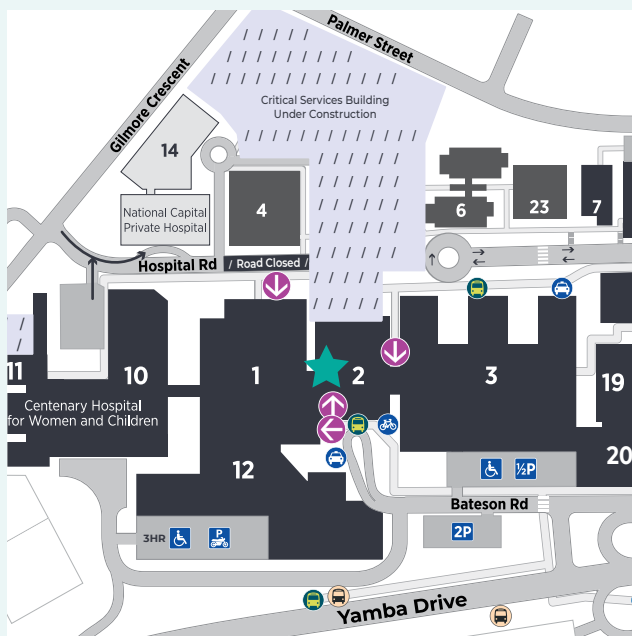 Palmer Street
Gilmore Crescent
Critical Services Building
Under Construction
14
National Capital
Private Hospital
4
6
23
7
Hospital Rd
Road Closed
11
10
1
2
3
19
Centenary Hospital
for Women and Children
12
20
½P
Bateson Rd
3HR
P
2P
Yamba Drive